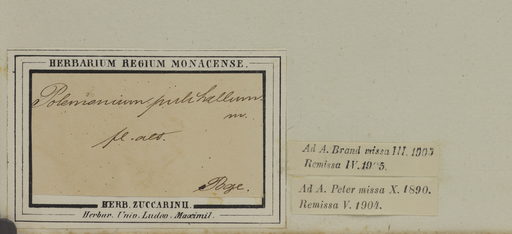 HERBARIUM REGIUM MONACENSE.
Polemonium pulchellum
m.
fl. alt.
Bge.
HERB. ZUCCARINII.
Herbar. Univ. Ludov. Maximil.
Ad A. Brand missa III. 1905
Remissa IV. 1905.
Ad A. Peter missa X. 1890.
Remissa V. 1904.